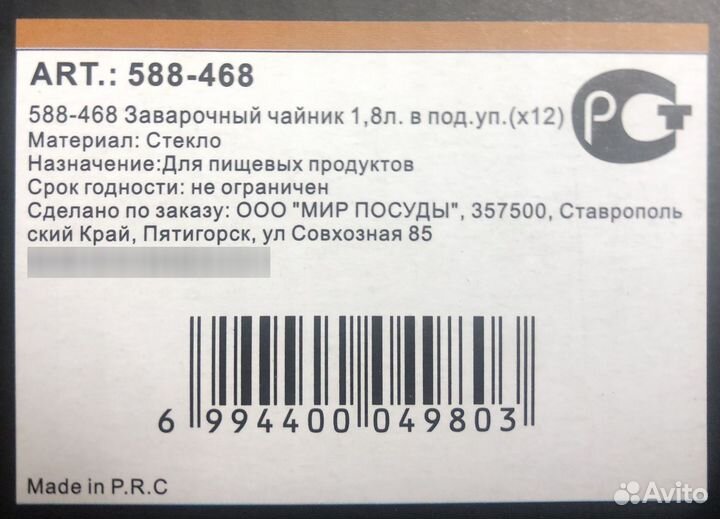 ART.: 588-468
588-468 Заварочный чайник 1,8л. в под.уп.(х12)
РСТ
Материал: Стекло
Назначение:Для пищевых продуктов
Срок годности: не ограничен
Сделано по заказу: ООО "МИР ПОСУДЫ", 357500, Ставрополь
ский Край, Пятигорск, ул Совхозная 85
6 994400 049803
Made in P.R.C
Avito